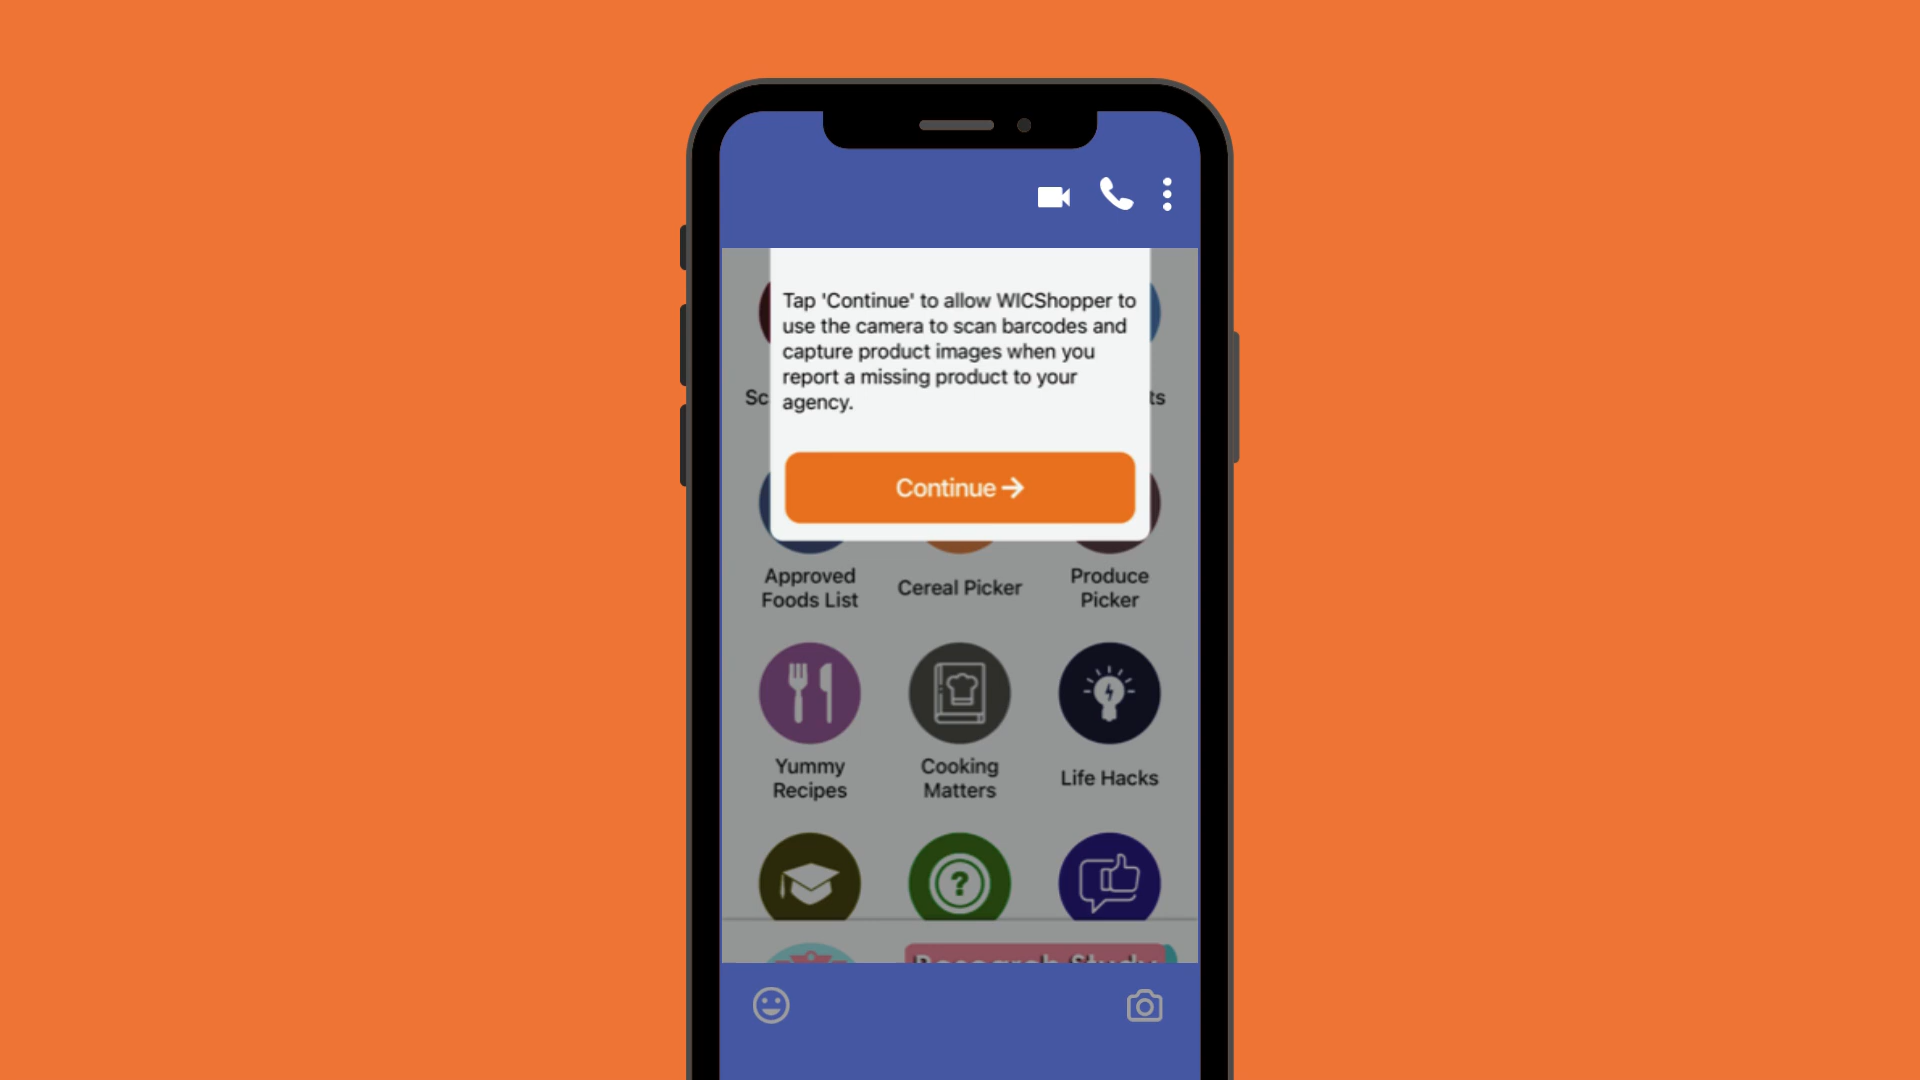 Tap 'Continue' to allow WICShopper to
use the camera to scan barcodes and
capture product images when you
report a missing product to your
agency.
Continue
Approved
Foods List
Cereal Picker
Produce
Picker
Yummy
Recipes
Cooking
Matters
Life Hacks
?
Research Study